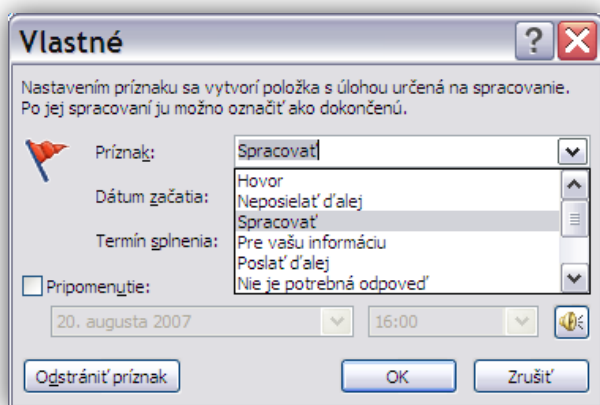 Vlastné
Nastavením príznaku sa vytvorí položka s úlohou určená na spracovanie.
Po jej spracovaní ju možno označiť ako dokončenú.
Príznak: Spracovať
Hovor
Dátum začatia: Neposielať ďalej
Spracovať
Termín splnenia: Pre vašu informáciu
Poslať ďalej
Pripomenutie: Nie je potrebná odpoveď
20. augusta 2007 16:00
Odstrániť príznak OK Zrušiť